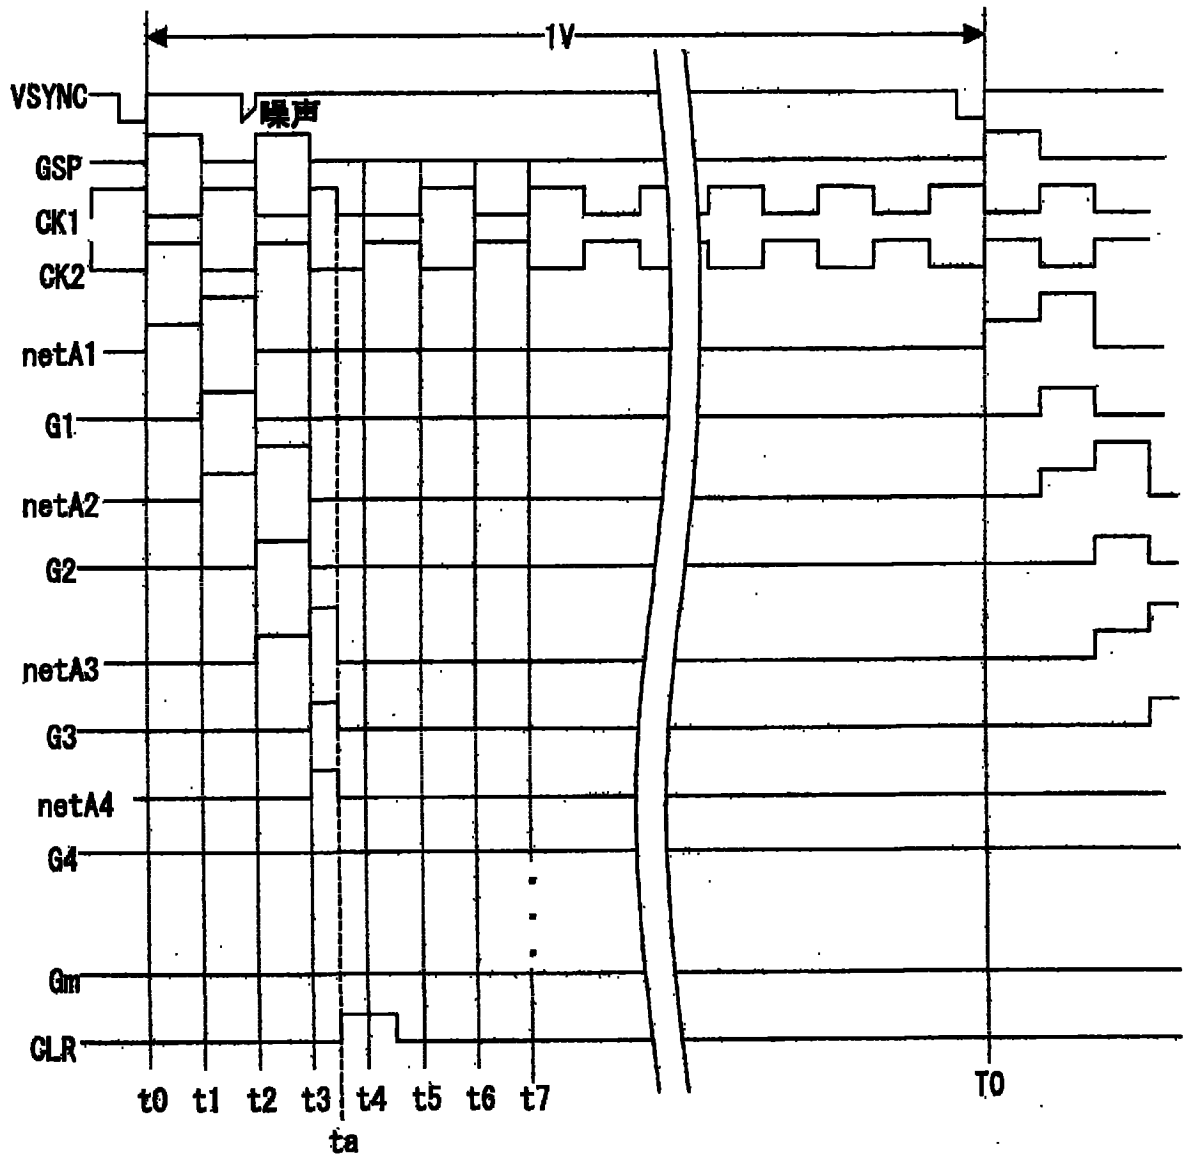 1V
VSYNC
噪声
GSP
CK1
CK2
netA1
G1
netA2
G2
netA3
G3
netA4
G4
Gm
CLR
t0 t1 t2 t3 t4 t5 t6 t7 T0
ta